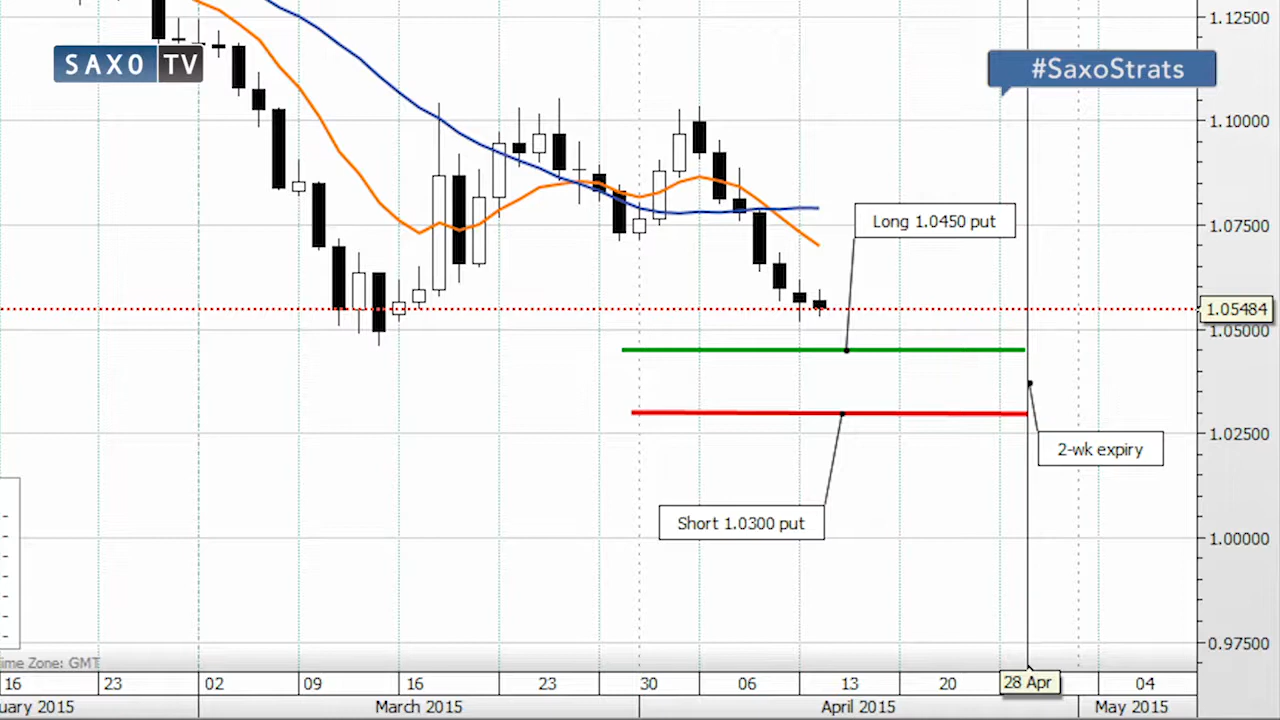 1.12500
SAXO TV
#SaxoStrats
1.10000
Long 1.0450 put
1.07500
1.05484
1.05000
1.02500
2-wk expiry
Short 1.0300 put
1.00000
0.97500
ime Zone: GMT
16 23 02 09 16 23 30 06 13 20 28 Apr 04
uary 2015 March 2015 April 2015 May 2015